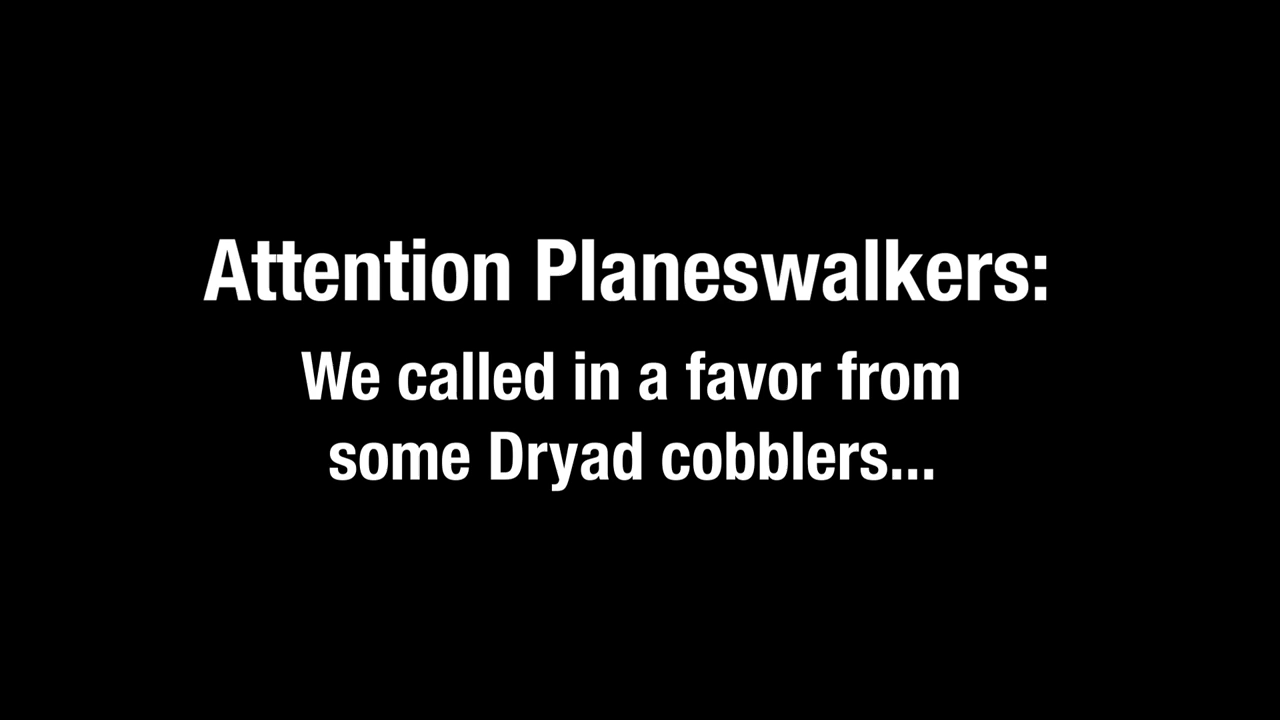 Attention Planeswalkers:
We called in a favor from
some Dryad cobblers...